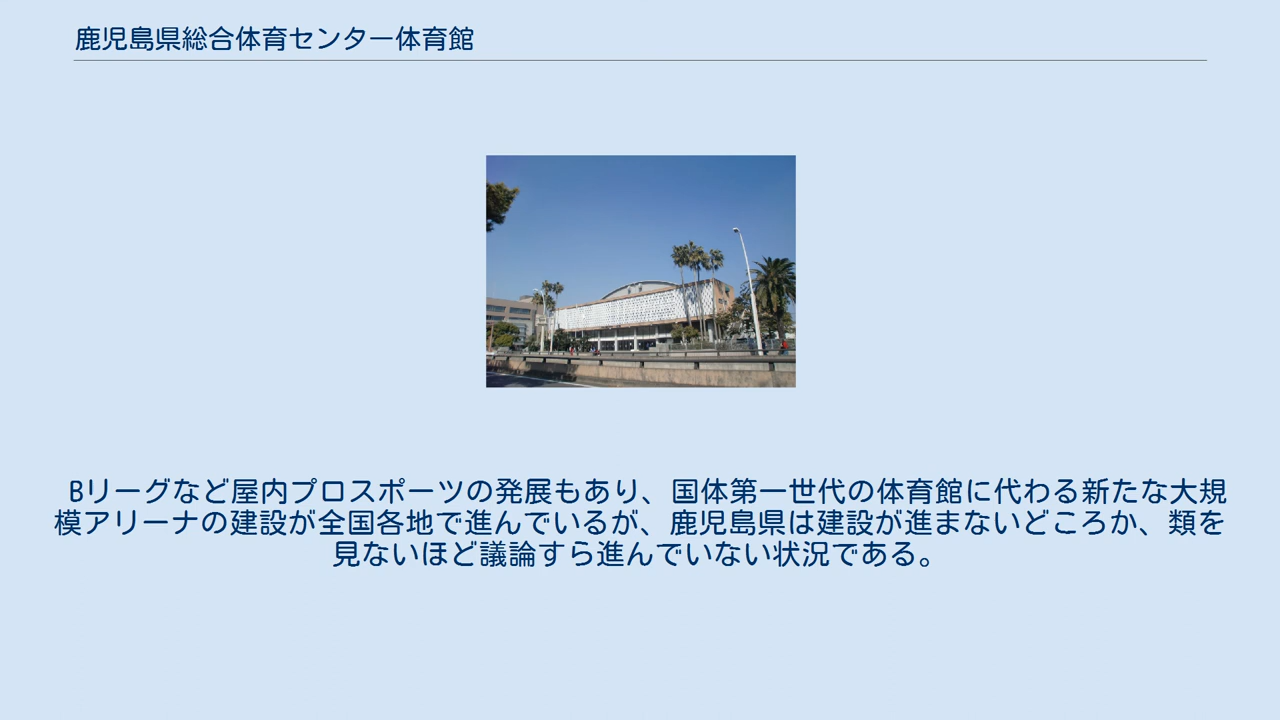 鹿児島県総合体育センター体育館
Bリーグなど屋内プロスポーツの発展もあり、国体第一世代の体育館に代わる新たな大規
模アリーナの建設が全国各地で進んでいるが、鹿児島県は建設が進まないどころか、類を
見ないほど議論すら進んでいない状況である。